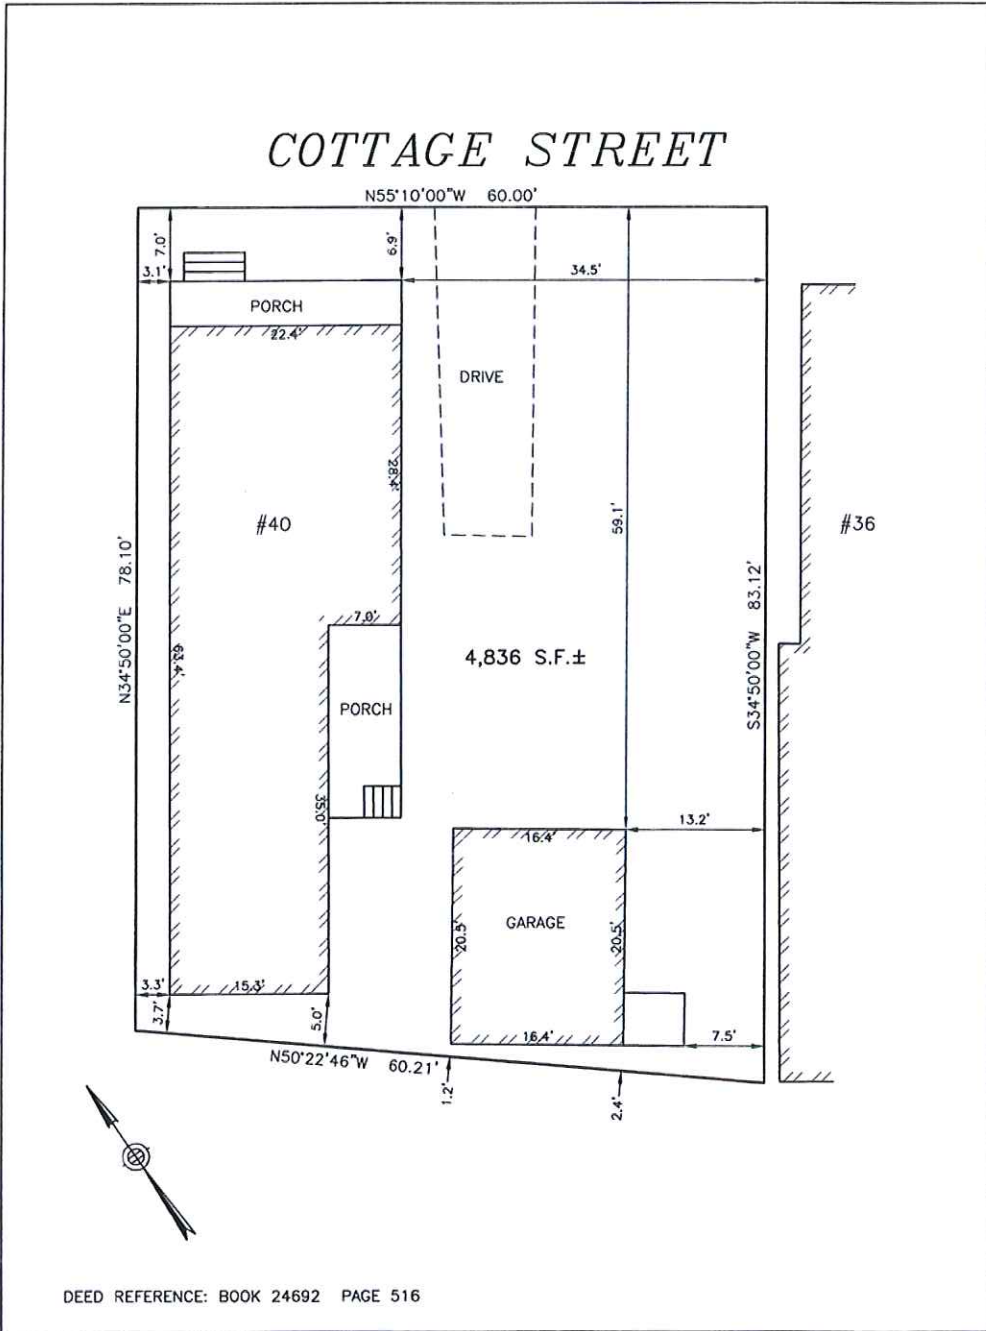 COTTAGE STREET
N55°10'00"W 60.00'
7.0'
6.9'
3.1'
34.5'
PORCH
22.4'
DRIVE
28.4'
#40
59.1'
#36
N34°50'00"E 78.10'
S34°50'00"W 83.12'
7.0'
63.4'
4,836 S.F.±
PORCH
35.0'
13.2'
16.4'
GARAGE
20.5'
20.5'
3.3'
15.3'
3.7'
5.0'
16.4'
7.5'
N50°22'46"W 60.21'
1.2'
2.4'
DEED REFERENCE: BOOK 24692 PAGE 516